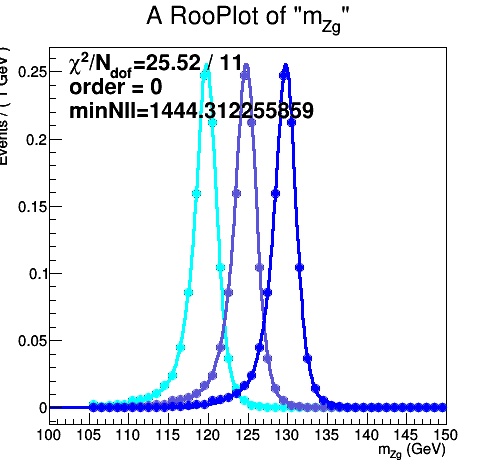 A RooPlot of "m_Zg"
χ²/N_dof=25.52 / 11
order = 0
minNll=1444.312255859
Events / ( 1 GeV )
0.25
0.2
0.15
0.1
0.05
0
100 105 110 115 120 125 130 135 140 145 150
m_Zg (GeV)